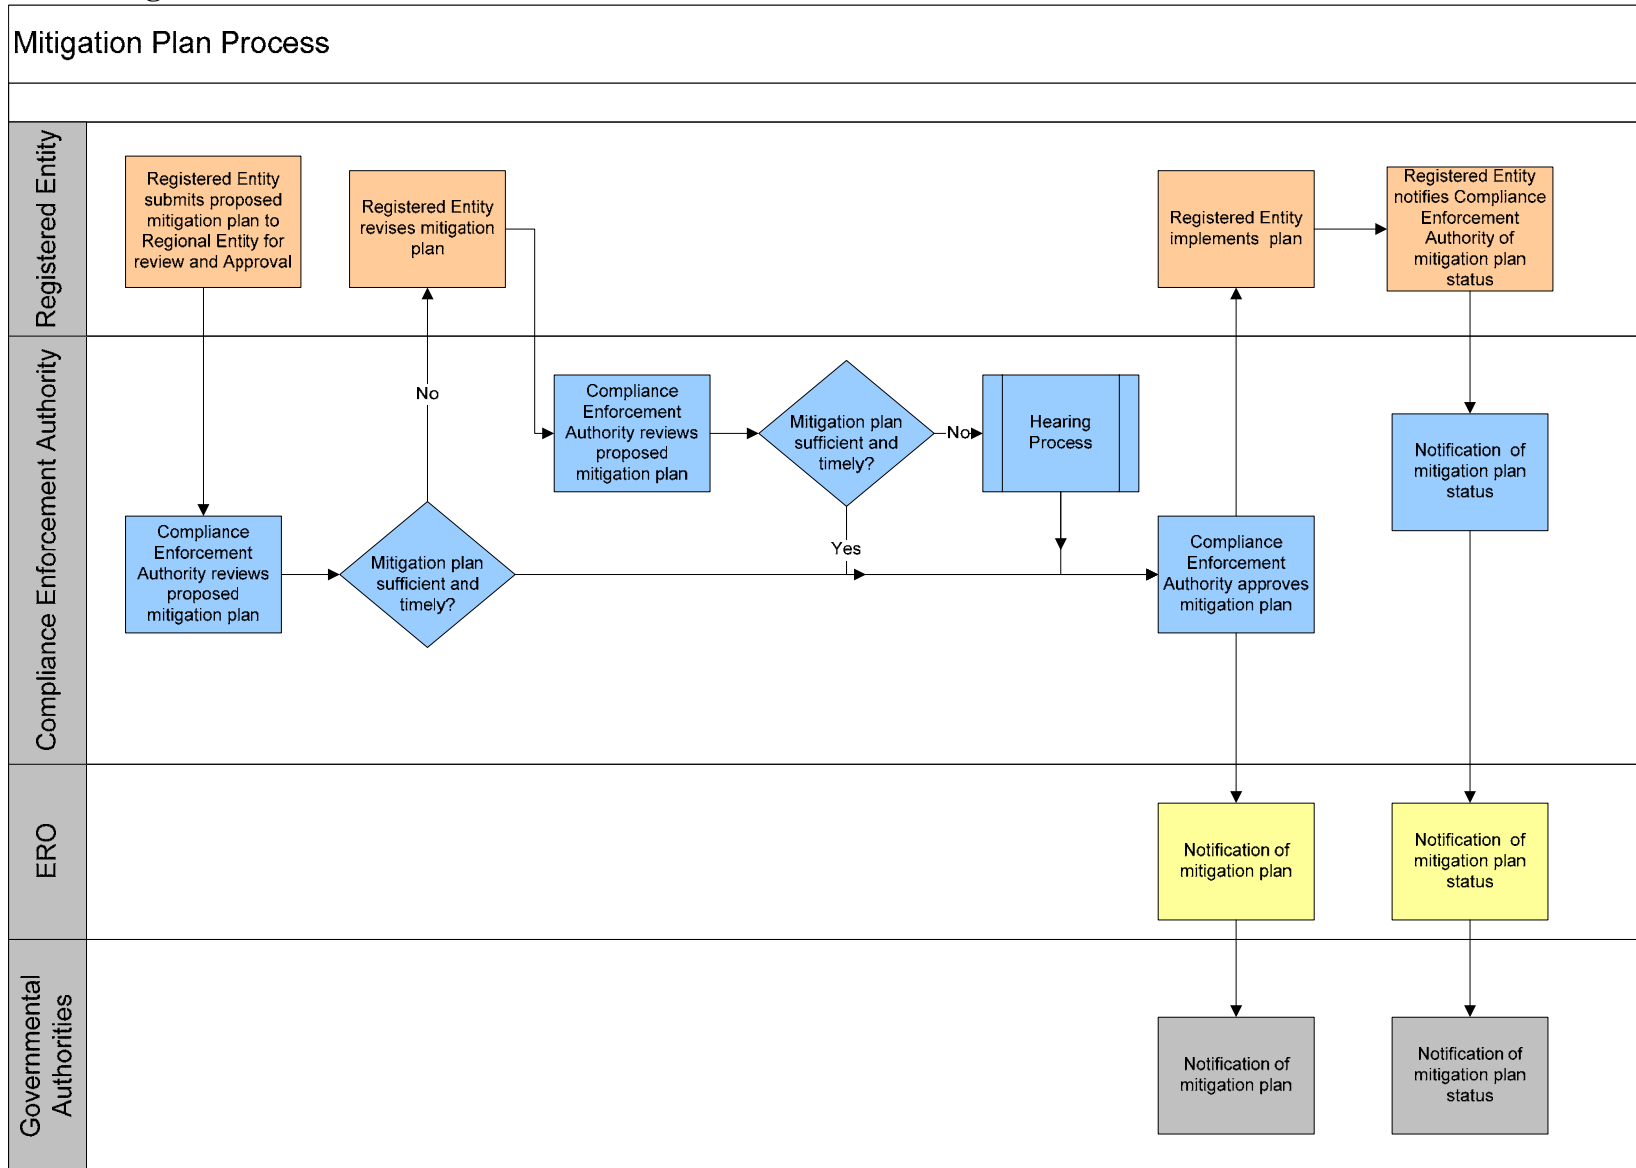 Mitigation Plan Process
Registered Entity
Registered Entity
submits proposed
mitigation plan to
Regional Entity for
review and Approval
Registered Entity
revises mitigation
plan
Registered Entity
implements plan
Registered Entity
notifies Compliance
Enforcement
Authority of
mitigation plan
status
Compliance Enforcement Authority
Compliance
Enforcement
Authority reviews
proposed
mitigation plan
Mitigation plan
sufficient and
timely?
No
Compliance
Enforcement
Authority reviews
proposed
mitigation plan
Mitigation plan
sufficient and
timely?
No
Yes
Hearing
Process
Compliance
Enforcement
Authority approves
mitigation plan
Notification of
mitigation plan
status
ERO
Notification of
mitigation plan
Notification of
mitigation plan
status
Governmental
Authorities
Notification of
mitigation plan
Notification of
mitigation plan
status